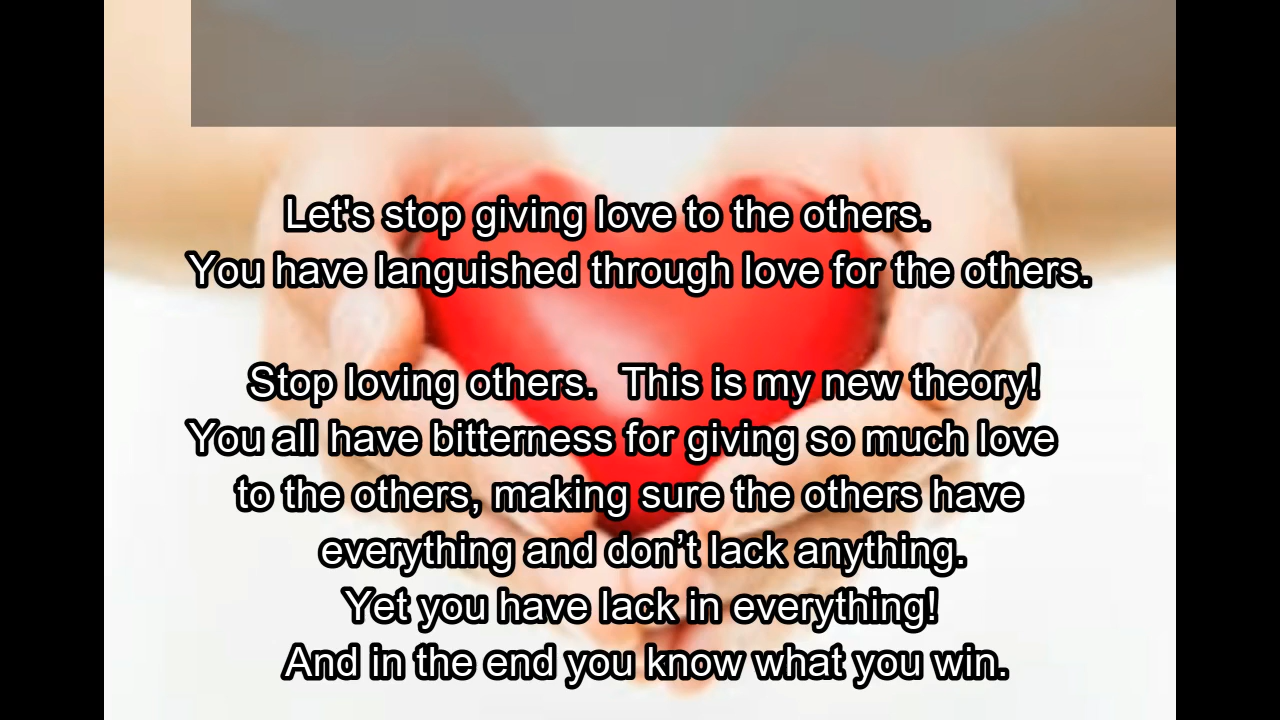 Let's stop giving love to the others.
You have languished through love for the others.
Stop loving others.  This is my new theory!
You all have bitterness for giving so much love
to the others, making sure the others have
everything and don’t lack anything.
Yet you have lack in everything!
And in the end you know what you win.